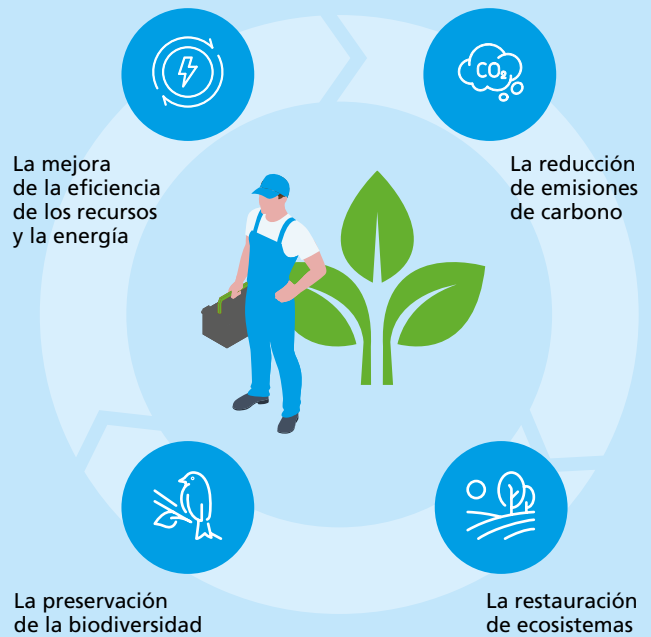 La mejora
de la eficiencia
de los recursos
y la energía
CO₂
La reducción
de emisiones
de carbono
La preservación
de la biodiversidad
La restauración
de ecosistemas